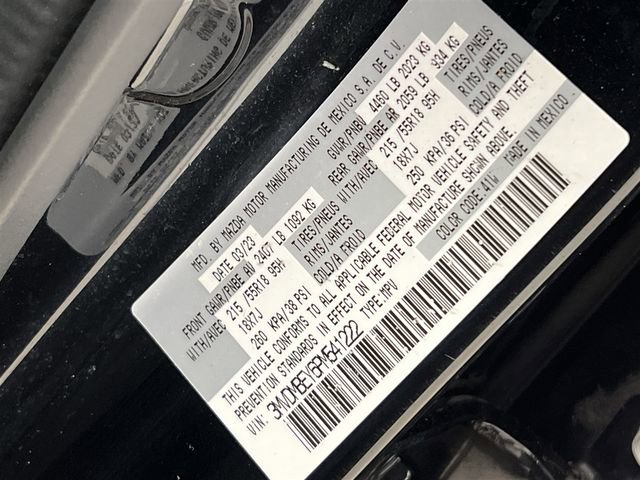 MFD. BY MAZDA MOTOR MANUFACTURING DE MEXICO S.A. DE C.V.
DATE 03/23 GWVR/PNBV 4460 LB 2023 KG
FRONT GAWR/PNBE AV 2407 LB 1092 KG REAR GAWR/PNBE AR 2059 LB 934 KG
WITH/AVEC 215 /55R18 95H TIRES/PNEUS WITH/AVEC 215 /55R18 95H TIRES/PNEUS
18X7J RIMS/JANTES 18X7J RIMS/JANTES
260 KPA/38 PSI COLD/A FROID 250 KPA/36 PSI COLD/A FROID
THIS VEHICLE CONFORMS TO ALL APPLICABLE FEDERAL MOTOR VEHICLE SAFETY AND THEFT
PREVENTION STANDARDS IN EFFECT ON THE DATE OF MANUFACTURE SHOWN ABOVE.
VIN: TYPE:MPV COLOR CODE:41W MADE IN MEXICO